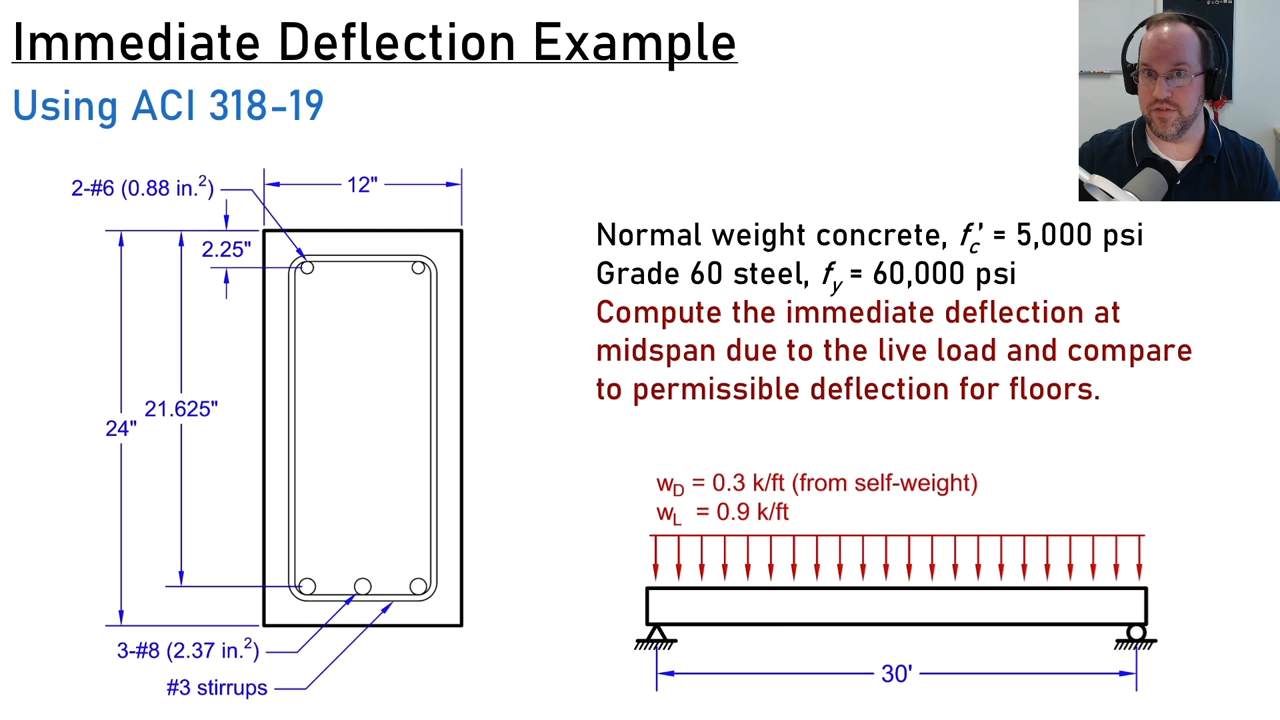 Immediate Deflection Example
Using ACI 318-19
2-#6 (0.88 in.²)
12"
2.25"
21.625"
24"
3-#8 (2.37 in.²)
#3 stirrups
Normal weight concrete, fc' = 5,000 psi
Grade 60 steel, fy = 60,000 psi
Compute the immediate deflection at
midspan due to the live load and compare
to permissible deflection for floors.
wD = 0.3 k/ft (from self-weight)
wL = 0.9 k/ft
30'